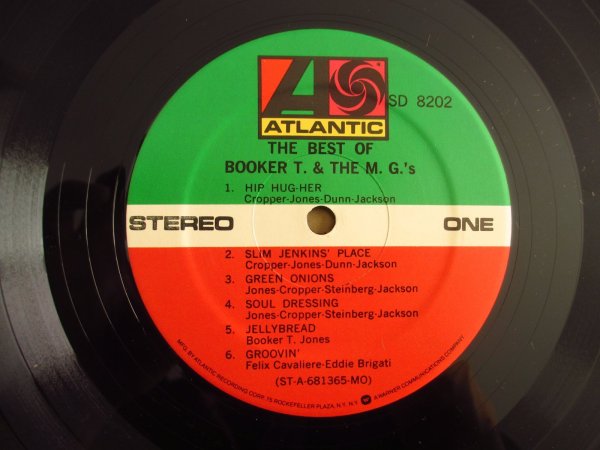 SD 8202
ATLANTIC
THE BEST OF
BOOKER T. & THE M. G.'s
1. HIP HUG-HER
Cropper-Jones-Dunn-Jackson
STEREO ONE
2. SLIM JENKINS' PLACE
Cropper-Jones-Dunn-Jackson
3. GREEN ONIONS
Jones-Cropper-Steinberg-Jackson
4. SOUL DRESSING
Jones-Cropper-Steinberg-Jackson
5. JELLYBREAD
Booker T. Jones
6. GROOVIN'
Felix Cavaliere-Eddie Brigati
(ST-A-681365-MO)
MFG. BY ATLANTIC RECORDING CORP. 75 ROCKEFELLER PLAZA, N.Y. N.Y. A WARNER COMMUNICATIONS COMPANY